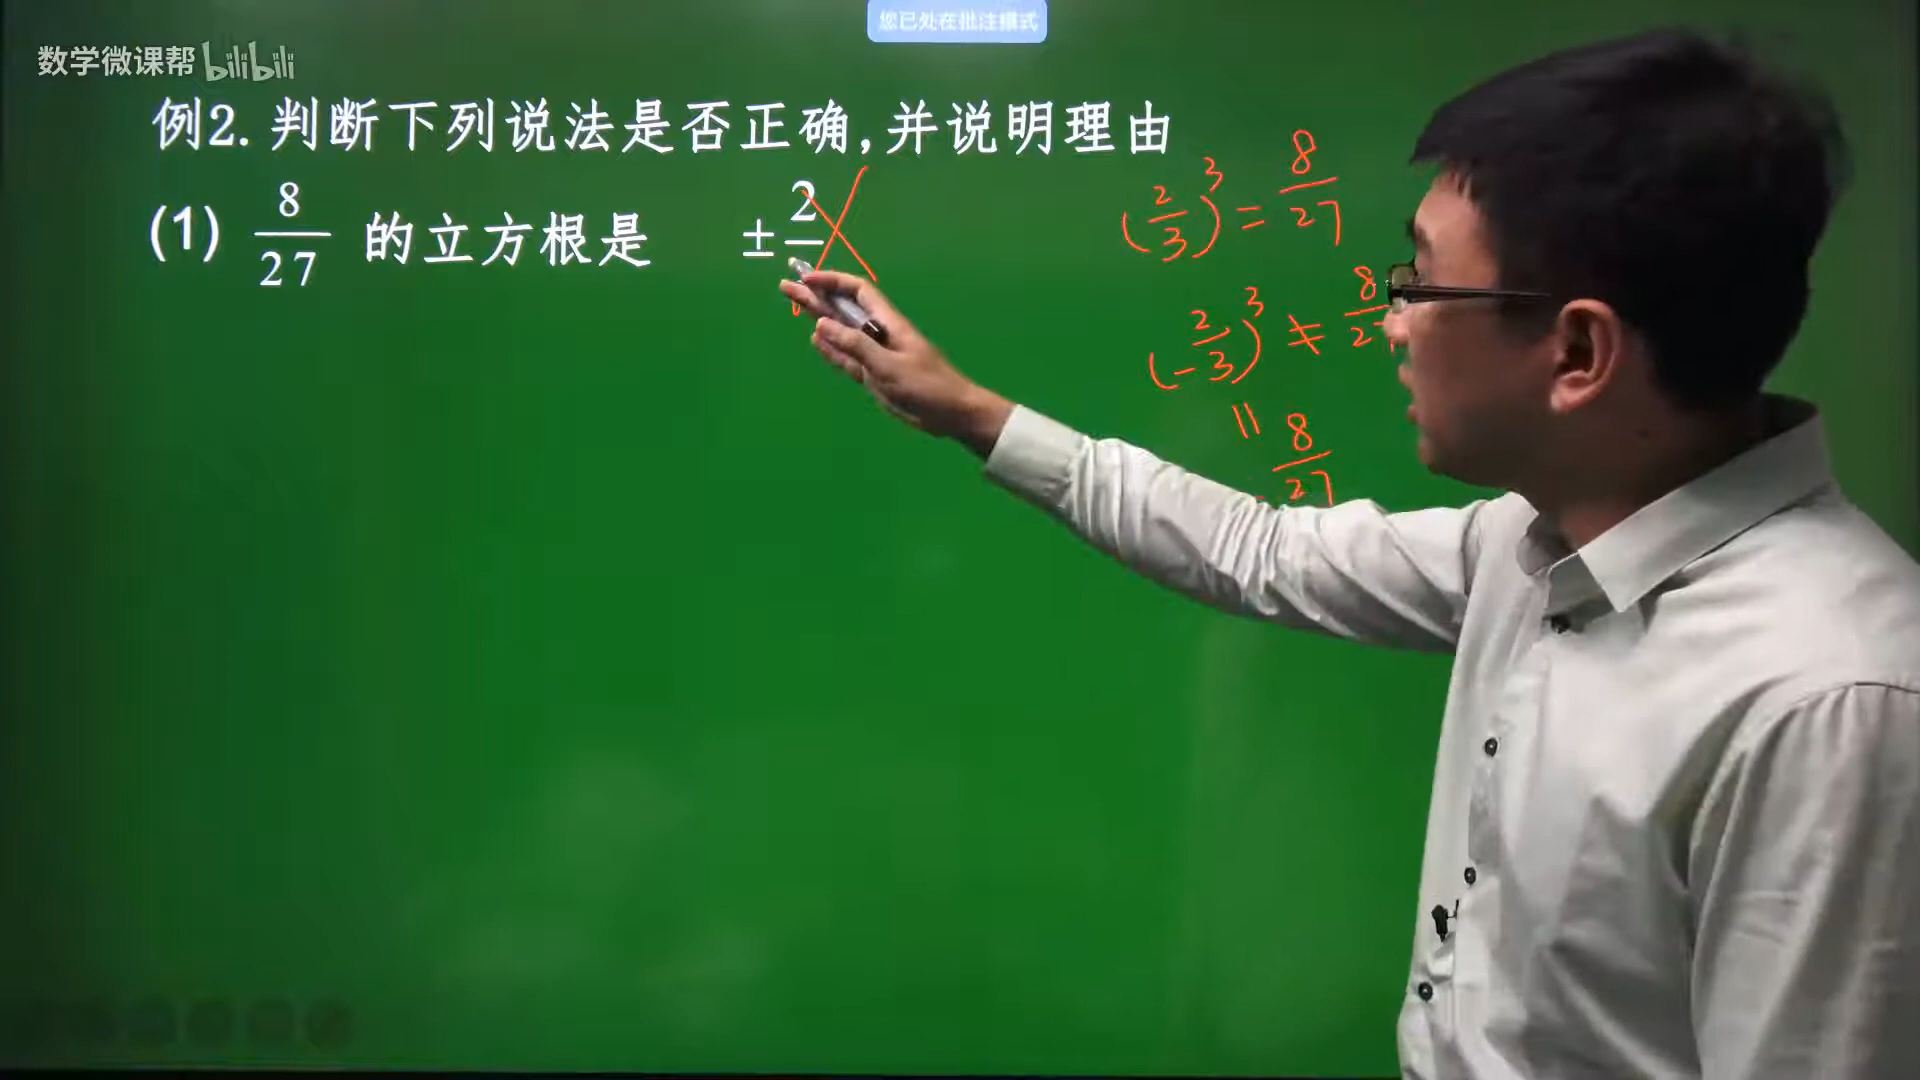 您已处在批注模式
数学微课帮 bilibili
例2. 判断下列说法是否正确,并说明理由
(1) 8/27 的立方根是 ±2
(2/3)³ = 8/27
(-2/3)³ ≠ 8/27
=
-8/27